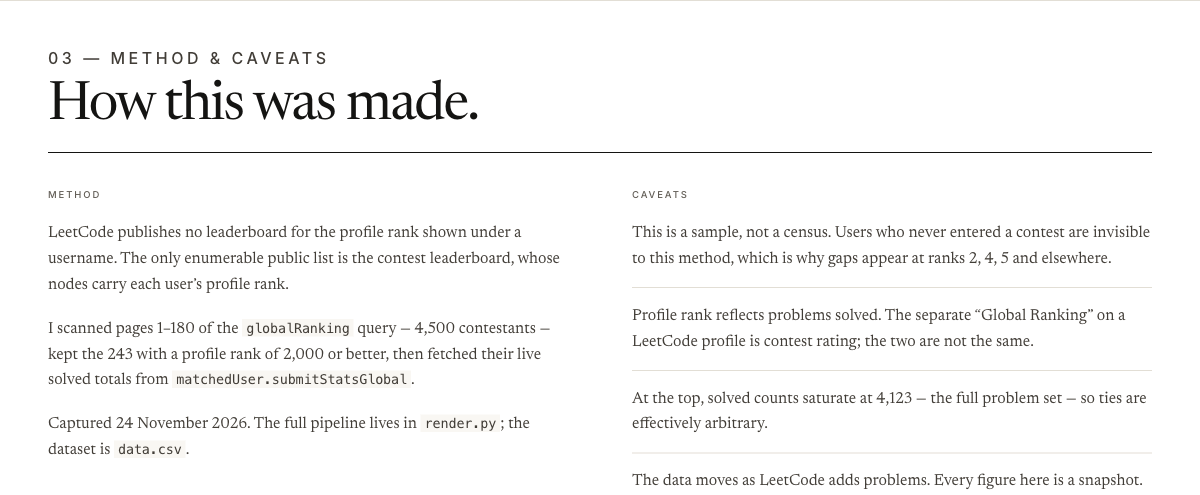 03 — METHOD & CAVEATS
How this was made.
METHOD
LeetCode publishes no leaderboard for the profile rank shown under a
username. The only enumerable public list is the contest leaderboard, whose
nodes carry each user’s profile rank.
I scanned pages 1–180 of the globalRanking query — 4,500 contestants —
kept the 243 with a profile rank of 2,000 or better, then fetched their live
solved totals from matchedUser.submitStatsGlobal.
Captured 24 November 2026. The full pipeline lives in render.py; the
dataset is data.csv.
CAVEATS
This is a sample, not a census. Users who never entered a contest are invisible
to this method, which is why gaps appear at ranks 2, 4, 5 and elsewhere.
Profile rank reflects problems solved. The separate “Global Ranking” on a
LeetCode profile is contest rating; the two are not the same.
At the top, solved counts saturate at 4,123 — the full problem set — so ties are
effectively arbitrary.
The data moves as LeetCode adds problems. Every figure here is a snapshot.